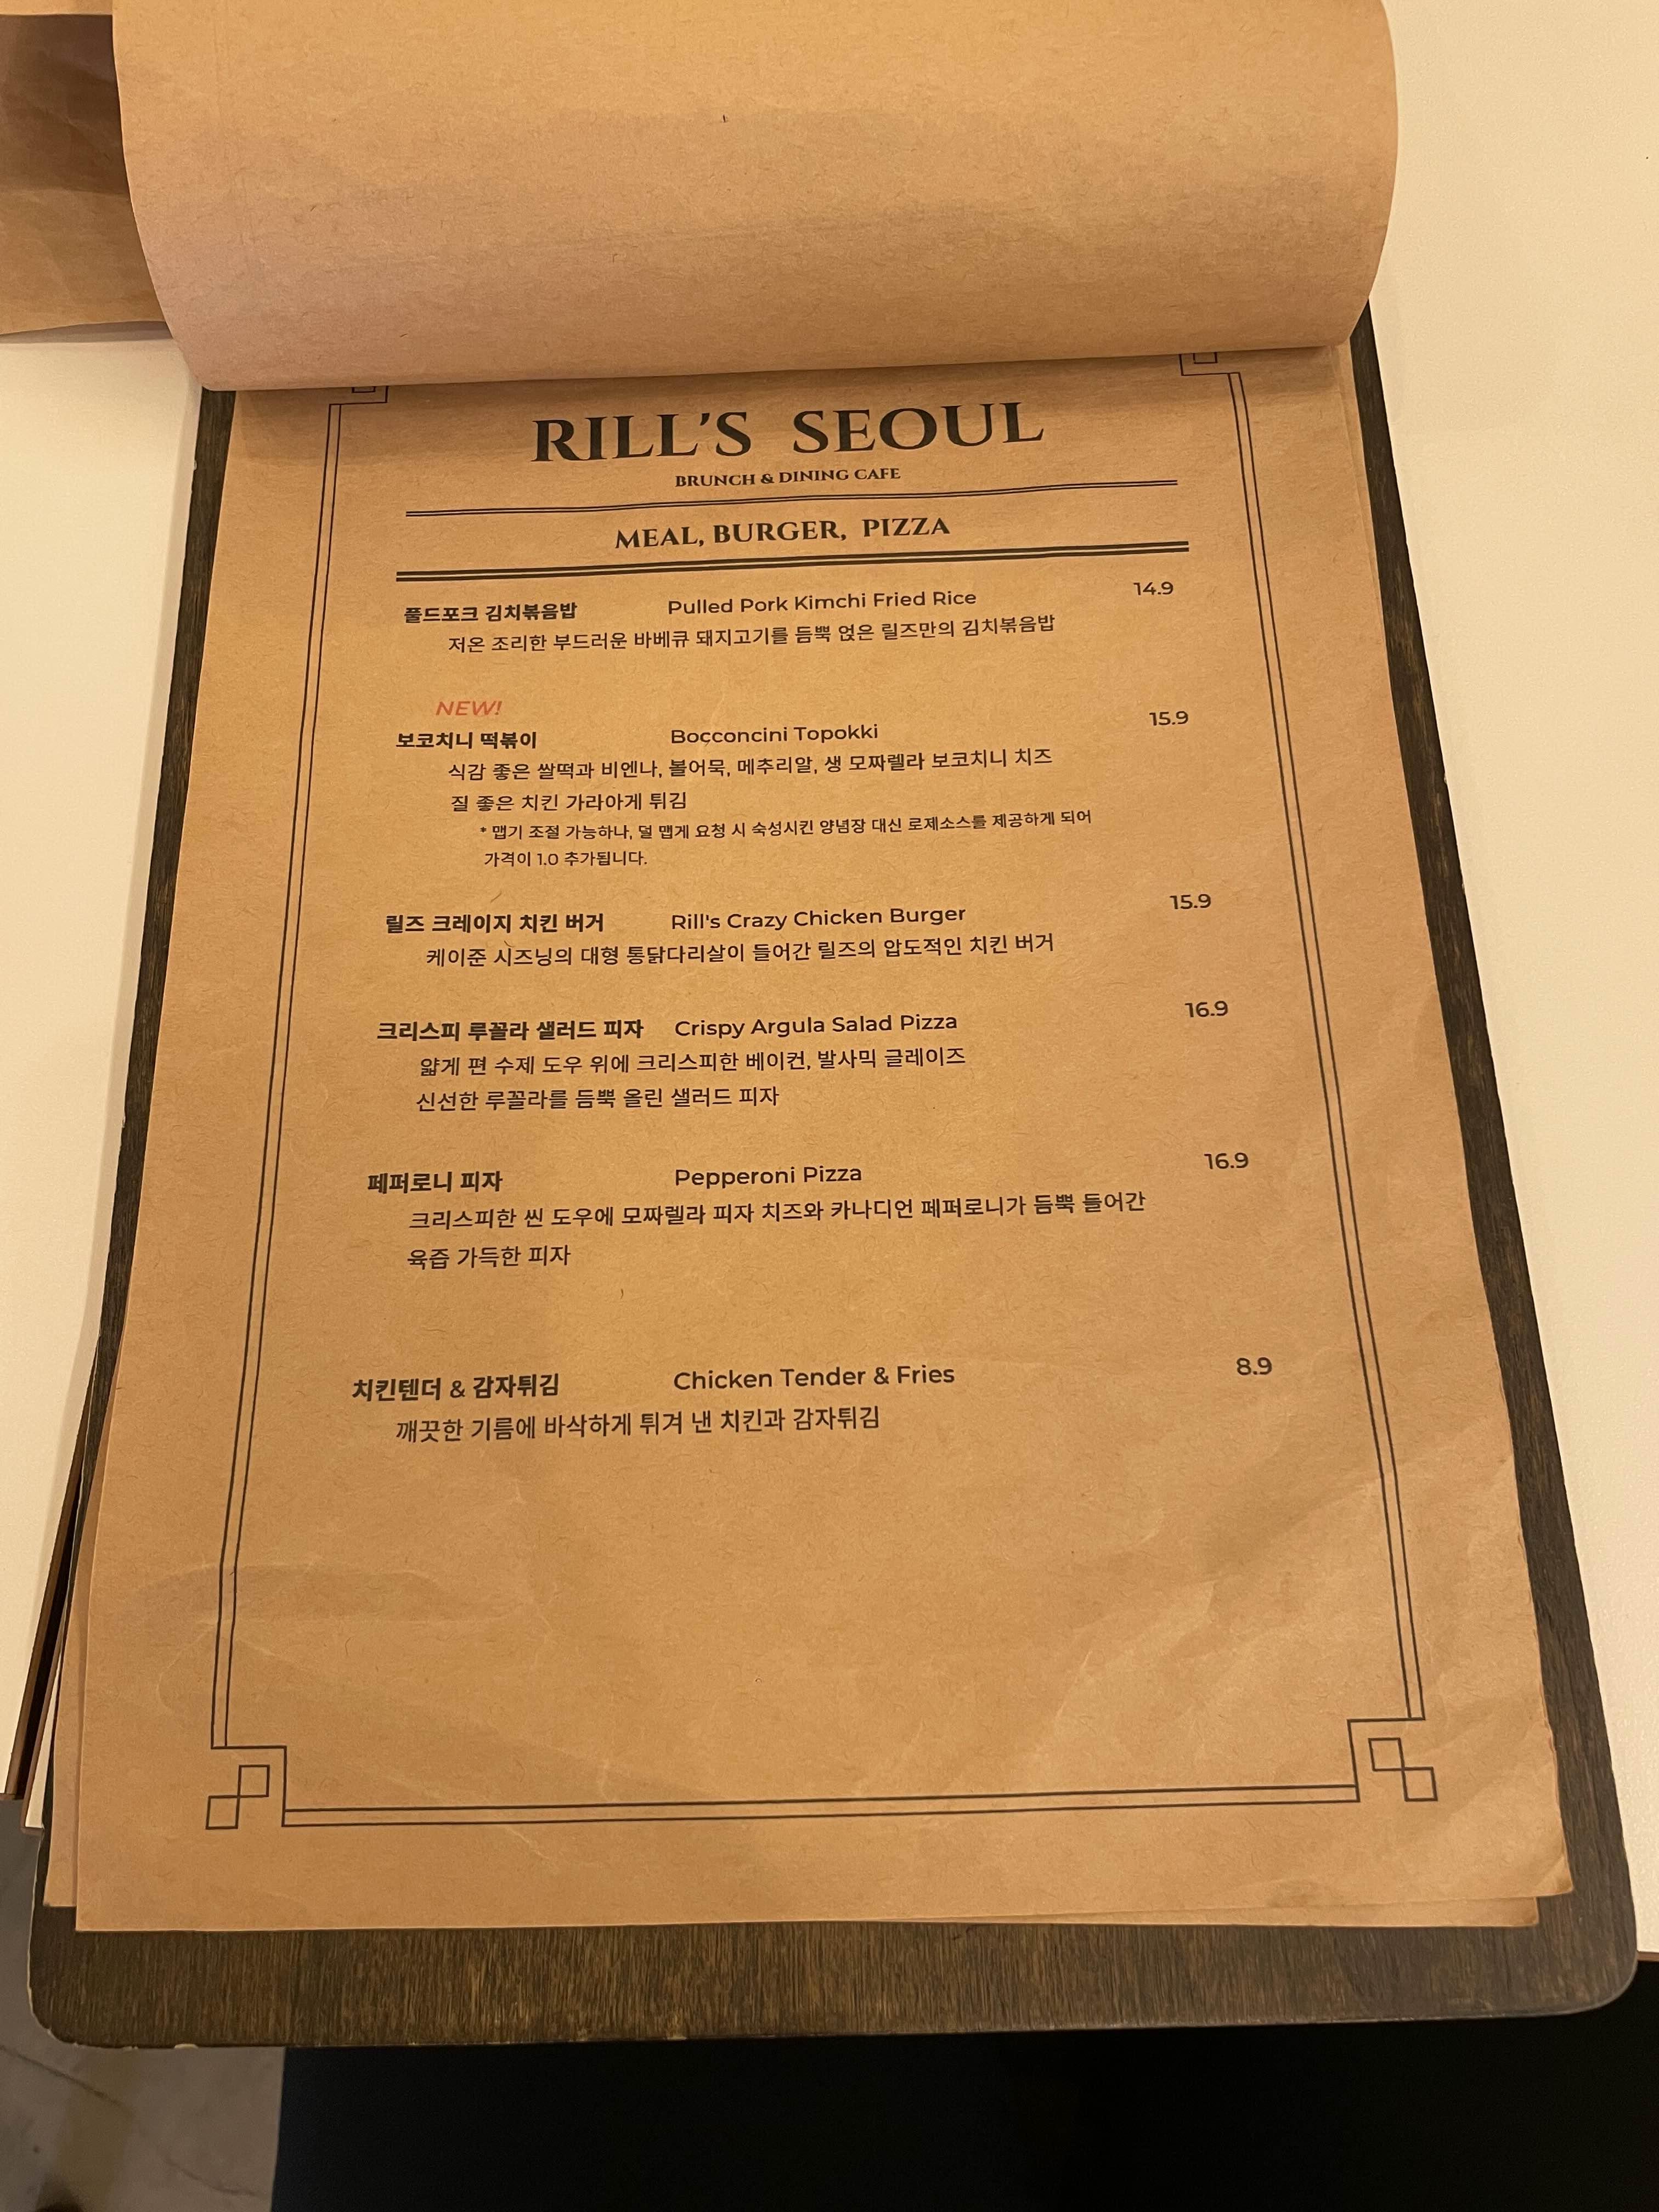 RILL'S SEOUL
BRUNCH & DINING CAFE
MEAL, BURGER, PIZZA
풀드포크 김치볶음밥 Pulled Pork Kimchi Fried Rice 14.9
저온 조리한 부드러운 바베큐 돼지고기를 듬뿍 얹은 릴즈만의 김치볶음밥
NEW!
보코치니 떡볶이 Bocconcini Topokki 15.9
식감 좋은 쌀떡과 비엔나, 볼어묵, 메추리알, 생 모짜렐라 보코치니 치즈
질 좋은 치킨 가라아게 튀김
* 맵기 조절 가능하나, 덜 맵게 요청 시 숙성시킨 양념장 대신 로제소스를 제공하게 되어
가격이 1.0 추가됩니다.
릴즈 크레이지 치킨 버거 Rill's Crazy Chicken Burger 15.9
케이준 시즈닝의 대형 통닭다리살이 들어간 릴즈의 압도적인 치킨 버거
크리스피 루꼴라 샐러드 피자 Crispy Argula Salad Pizza 16.9
얇게 편 수제 도우 위에 크리스피한 베이컨, 발사믹 글레이즈
신선한 루꼴라를 듬뿍 올린 샐러드 피자
페퍼로니 피자 Pepperoni Pizza 16.9
크리스피한 씬 도우에 모짜렐라 피자 치즈와 카나디언 페퍼로니가 듬뿍 들어간
육즙 가득한 피자
치킨텐더 & 감자튀김 Chicken Tender & Fries 8.9
깨끗한 기름에 바삭하게 튀겨 낸 치킨과 감자튀김